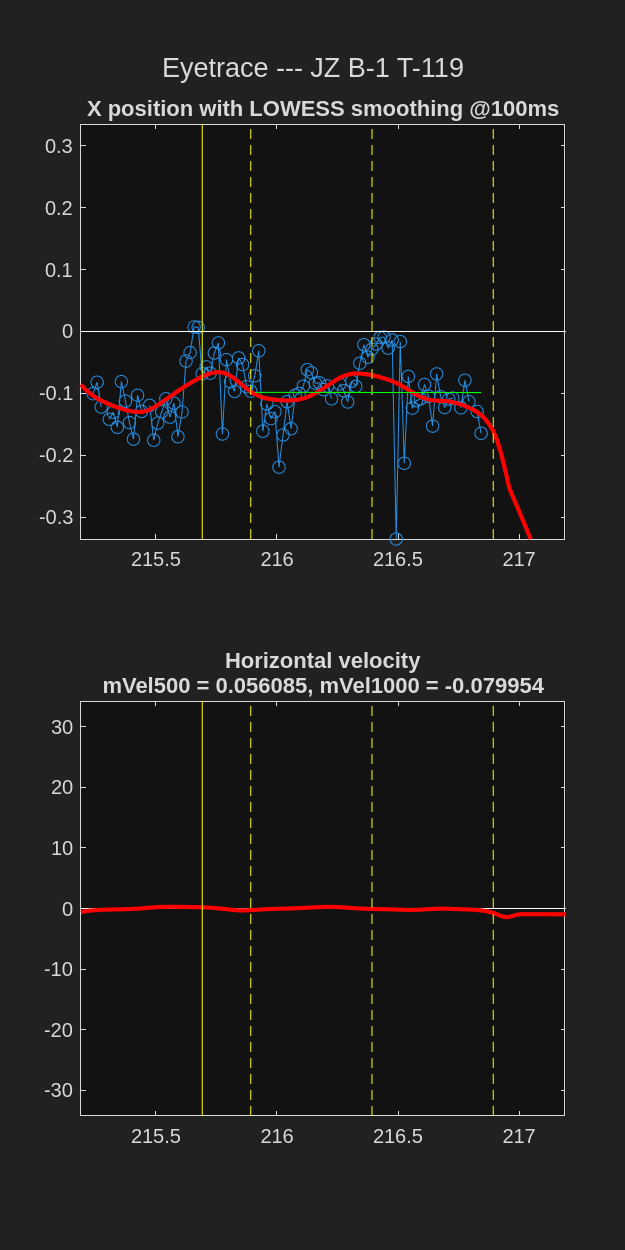 Eyetrace --- JZ B-1 T-119
X position with LOWESS smoothing @100ms
0.3
0.2
0.1
0
-0.1
-0.2
-0.3
215.5 216 216.5 217
Horizontal velocity
mVel500 = 0.056085, mVel1000 = -0.079954
30
20
10
0
-10
-20
-30
215.5 216 216.5 217